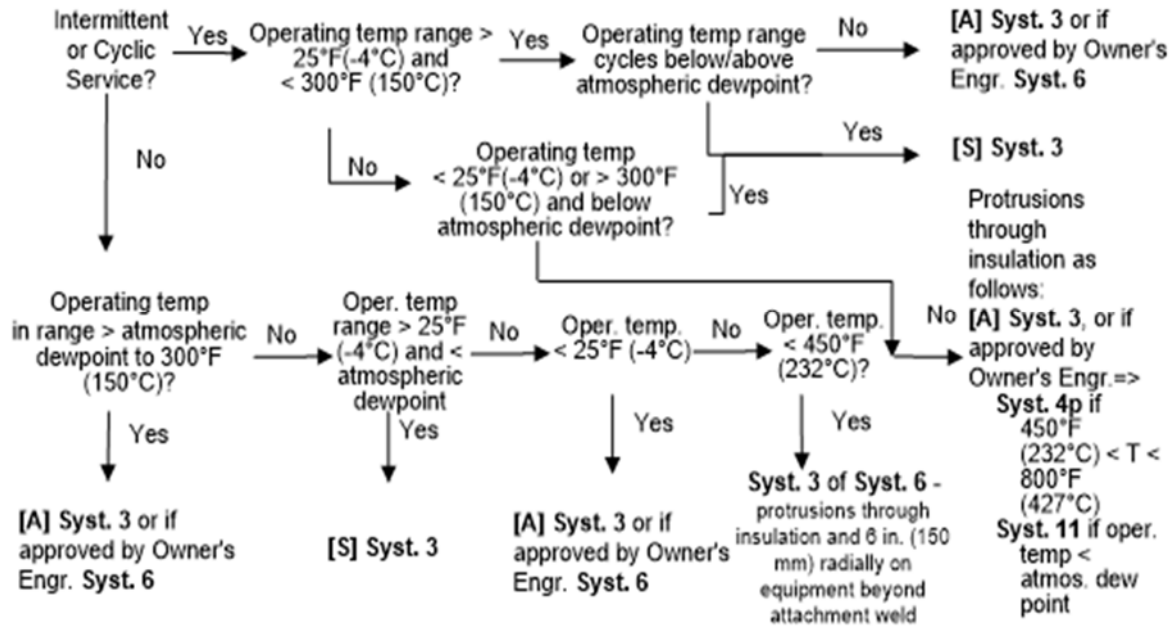 Intermittent
or Cyclic
Service?
Yes
Operating temp range >
25°F(-4°C) and
< 300°F (150°C)?
Yes
Operating temp range
cycles below/above
atmospheric dewpoint?
No
[A] Syst. 3 or if
approved by Owner's
Engr. Syst. 6
Yes
[S] Syst. 3
No
No
Operating temp
< 25°F(-4°C) or > 300°F
(150°C) and below
atmospheric dewpoint?
Yes
Operating temp
in range > atmospheric
dewpoint to 300°F
(150°C)?
No
Oper. temp
range > 25°F
(-4°C) and <
atmospheric
dewpoint
No
Oper. temp.
< 25°F (-4°C)
No
Oper. temp.
< 450°F
(232°C)?
No
Protrusions
through
insulation as
follows:
[A] Syst. 3, or if
approved by
Owner's Engr.=>
Syst. 4p if
450°F
(232°C) < T <
800°F
(427°C)
Syst. 11 if oper.
temp <
atmos. dew
point
Yes
[A] Syst. 3 or if
approved by Owner's
Engr. Syst. 6
Yes
[S] Syst. 3
Yes
[A] Syst. 3 or if
approved by Owner's
Engr. Syst. 6
Yes
Syst. 3 of Syst. 6 -
protrusions through
insulation and 6 in. (150
mm) radially on
equipment beyond
attachment weld